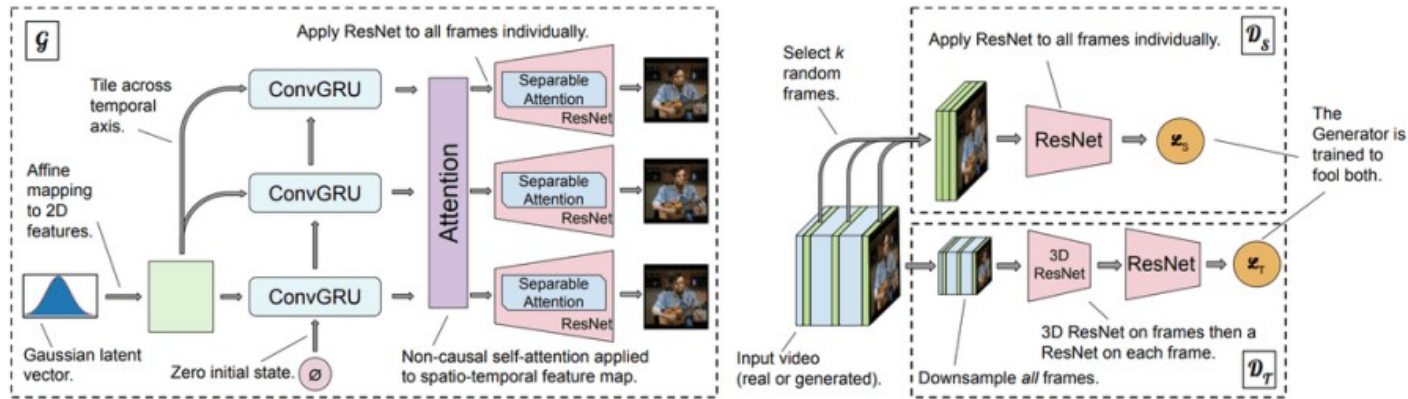 𝒢
Apply ResNet to all frames individually.
Tile across
temporal
axis.
ConvGRU
Separable
Attention
ResNet
Affine
mapping
to 2D
features.
ConvGRU
Attention
Separable
Attention
ResNet
ConvGRU
Separable
Attention
ResNet
Gaussian latent
vector.
Zero initial state.
∅
Non-causal self-attention applied
to spatio-temporal feature map.
Select k
random
frames.
Input video
(real or generated).
Apply ResNet to all frames individually.
𝒟𝒮
ResNet
ℒS
The
Generator is
trained to
fool both.
3D
ResNet
ResNet
ℒT
3D ResNet on frames then a
ResNet on each frame.
Downsample all frames.
𝒟𝒯